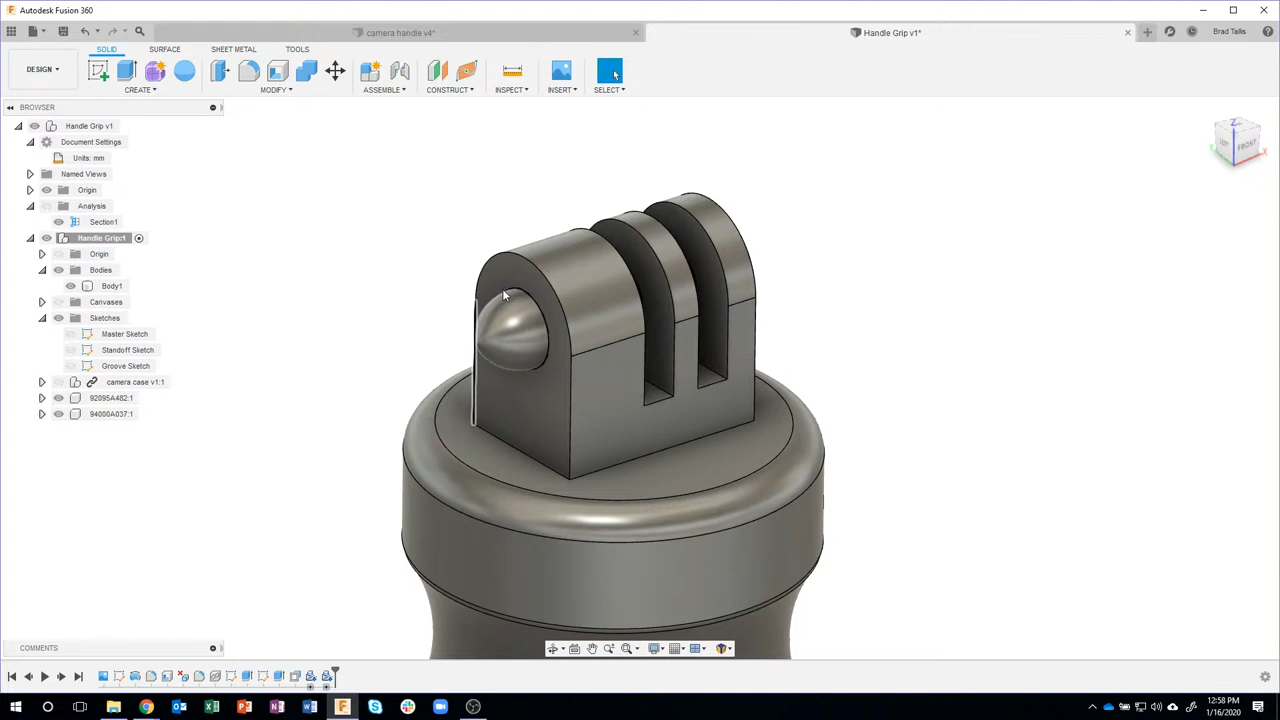 Autodesk Fusion 360
camera handle v4*
Handle Grip v1*
Brad Tallis
DESIGN
SOLID
SURFACE
SHEET METAL
TOOLS
CREATE
MODIFY
ASSEMBLE
CONSTRUCT
INSPECT
INSERT
SELECT
BROWSER
Handle Grip v1
Document Settings
Units: mm
Named Views
Origin
Analysis
Section1
Handle Grip:1
Origin
Bodies
Body1
Canvases
Sketches
Master Sketch
Standoff Sketch
Groove Sketch
camera case v1:1
92095A482:1
94000A037:1
Z
LEFT
FRONT
Y
X
COMMENTS
12:58 PM
1/16/2020